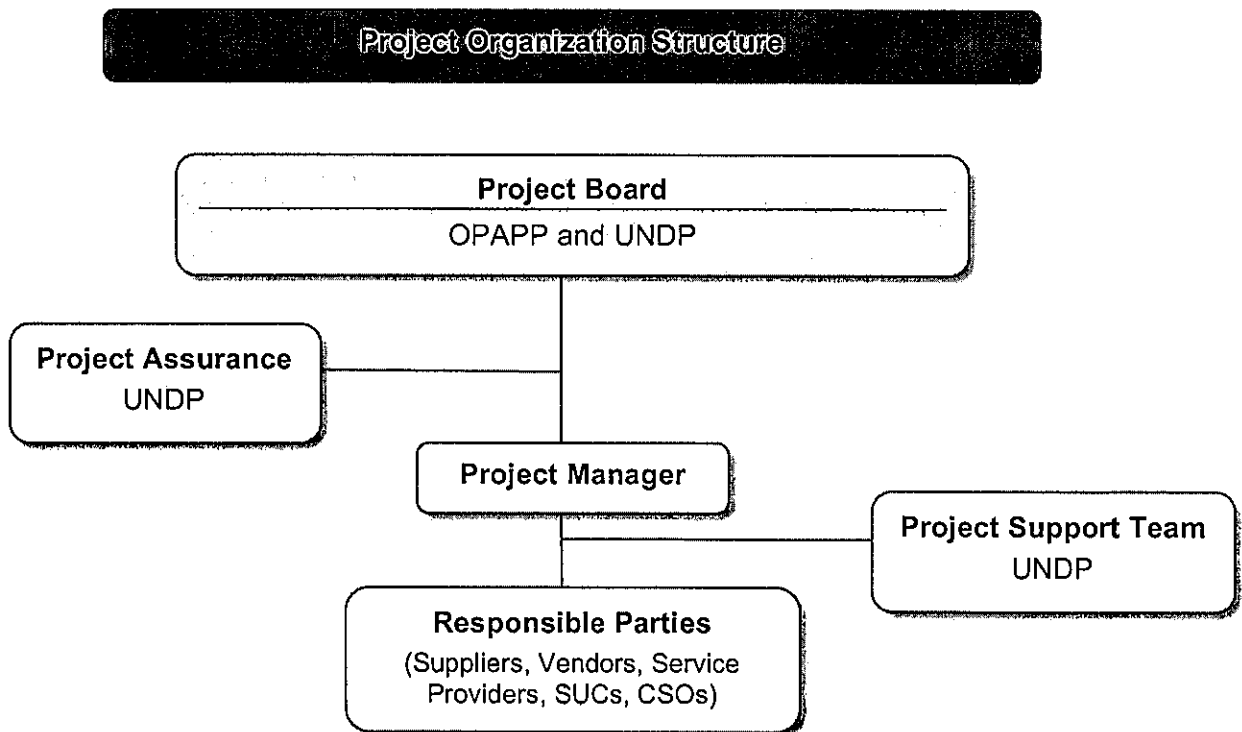 Project Organization Structure
Project Board
OPAPP and UNDP
Project Assurance
UNDP
Project Manager
Project Support Team
UNDP
Responsible Parties
(Suppliers, Vendors, Service
Providers, SUCs, CSOs)